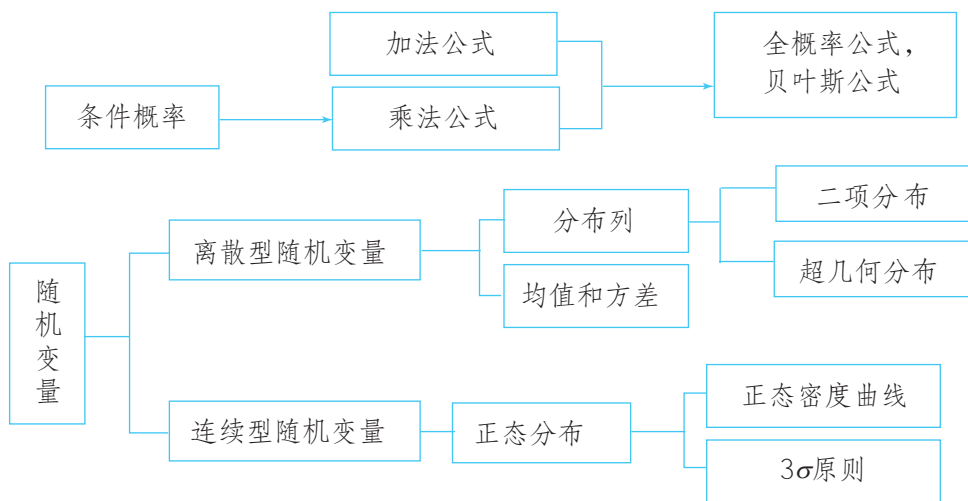 加法公式
全概率公式,
贝叶斯公式
条件概率
乘法公式
二项分布
分布列
离散型随机变量
超几何分布
均值和方差
随机变量
正态密度曲线
连续型随机变量
正态分布
3σ原则